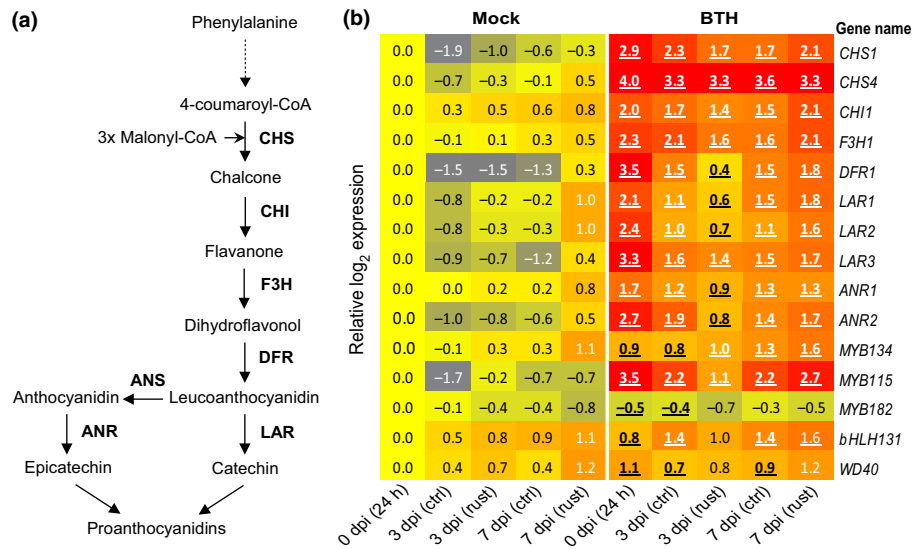 (a)
Phenylalanine
4-coumaroyl-CoA
3x Malonyl-CoA
CHS
Chalcone
CHI
Flavanone
F3H
Dihydroflavonol
DFR
ANS
Anthocyanidin
Leucoanthocyanidin
ANR
LAR
Epicatechin
Catechin
Proanthocyanidins
(b)
Mock BTH Gene name
Relative log2 expression
0.0 −1.9 −1.0 −0.6 −0.3 2.9 2.3 1.7 1.7 2.1 CHS1
0.0 −0.7 −0.3 −0.1 0.5 4.0 3.3 3.3 3.6 3.3 CHS4
0.0 0.3 0.5 0.6 0.8 2.0 1.7 1.4 1.5 2.1 CHI1
0.0 −0.1 0.1 0.3 0.5 2.3 2.1 1.6 1.6 2.1 F3H1
0.0 −1.5 −1.5 −1.3 0.3 3.5 1.5 0.4 1.5 1.8 DFR1
0.0 −0.8 −0.2 −0.2 1.0 2.1 1.1 0.6 1.5 1.8 LAR1
0.0 −0.8 −0.3 −0.3 1.0 2.4 1.0 0.7 1.1 1.6 LAR2
0.0 −0.9 −0.7 −1.2 0.4 3.3 1.6 1.4 1.5 1.7 LAR3
0.0 0.0 0.2 0.2 0.8 1.7 1.2 0.9 1.3 1.3 ANR1
0.0 −1.0 −0.8 −0.6 0.5 2.7 1.9 0.8 1.4 1.7 ANR2
0.0 −0.1 0.3 0.3 1.1 0.9 0.8 1.0 1.3 1.6 MYB134
0.0 −1.7 −0.2 −0.7 −0.7 3.5 2.2 1.1 2.2 2.7 MYB115
0.0 −0.1 −0.4 −0.4 −0.8 −0.5 −0.4 −0.7 −0.3 −0.5 MYB182
0.0 0.5 0.8 0.9 1.1 0.8 1.4 1.0 1.4 1.6 bHLH131
0.0 0.4 0.7 0.4 1.2 1.1 0.7 0.8 0.9 1.2 WD40
0 dpi (24 h) 3 dpi (ctrl) 3 dpi (rust) 7 dpi (ctrl) 7 dpi (rust) 0 dpi (24 h) 3 dpi (ctrl) 3 dpi (rust) 7 dpi (ctrl) 7 dpi (rust)